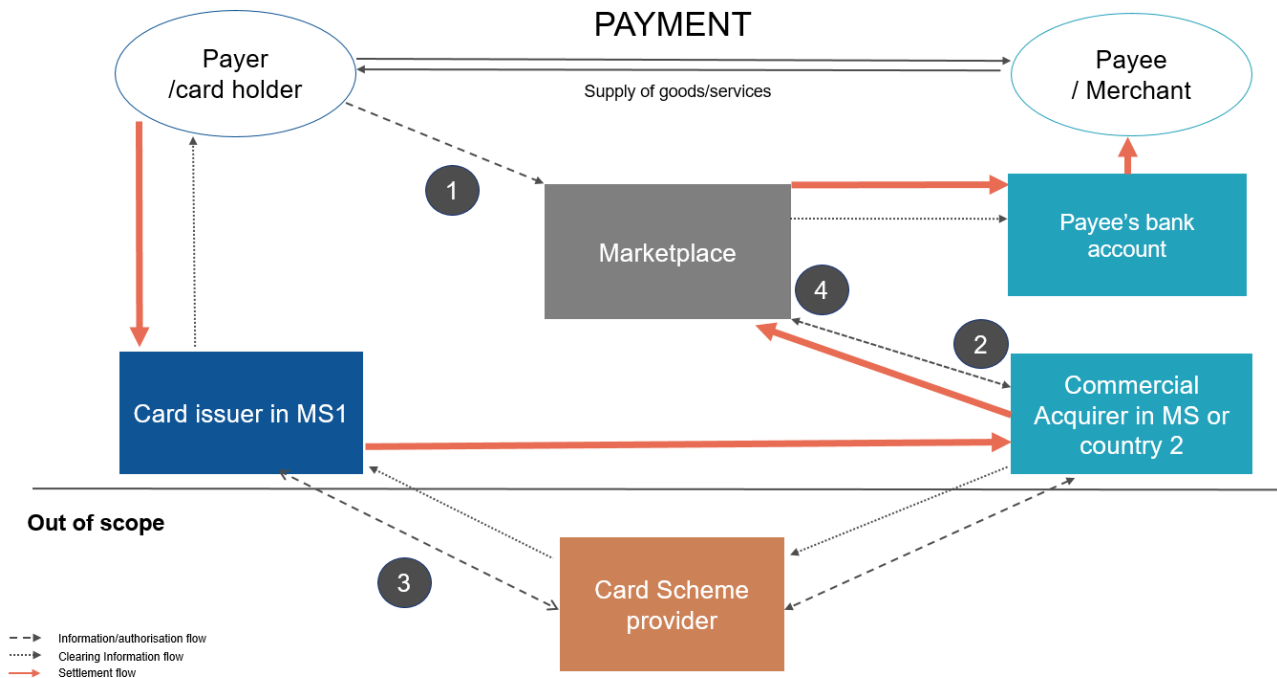 PAYMENT
Payer
/card holder
Payee
/ Merchant
Supply of goods/services
1
Marketplace
Payee's bank
account
4
2
Card issuer in MS1
Commercial
Acquirer in MS or
country 2
Out of scope
3
Card Scheme
provider
Information/authorisation flow
Clearing Information flow
Settlement flow